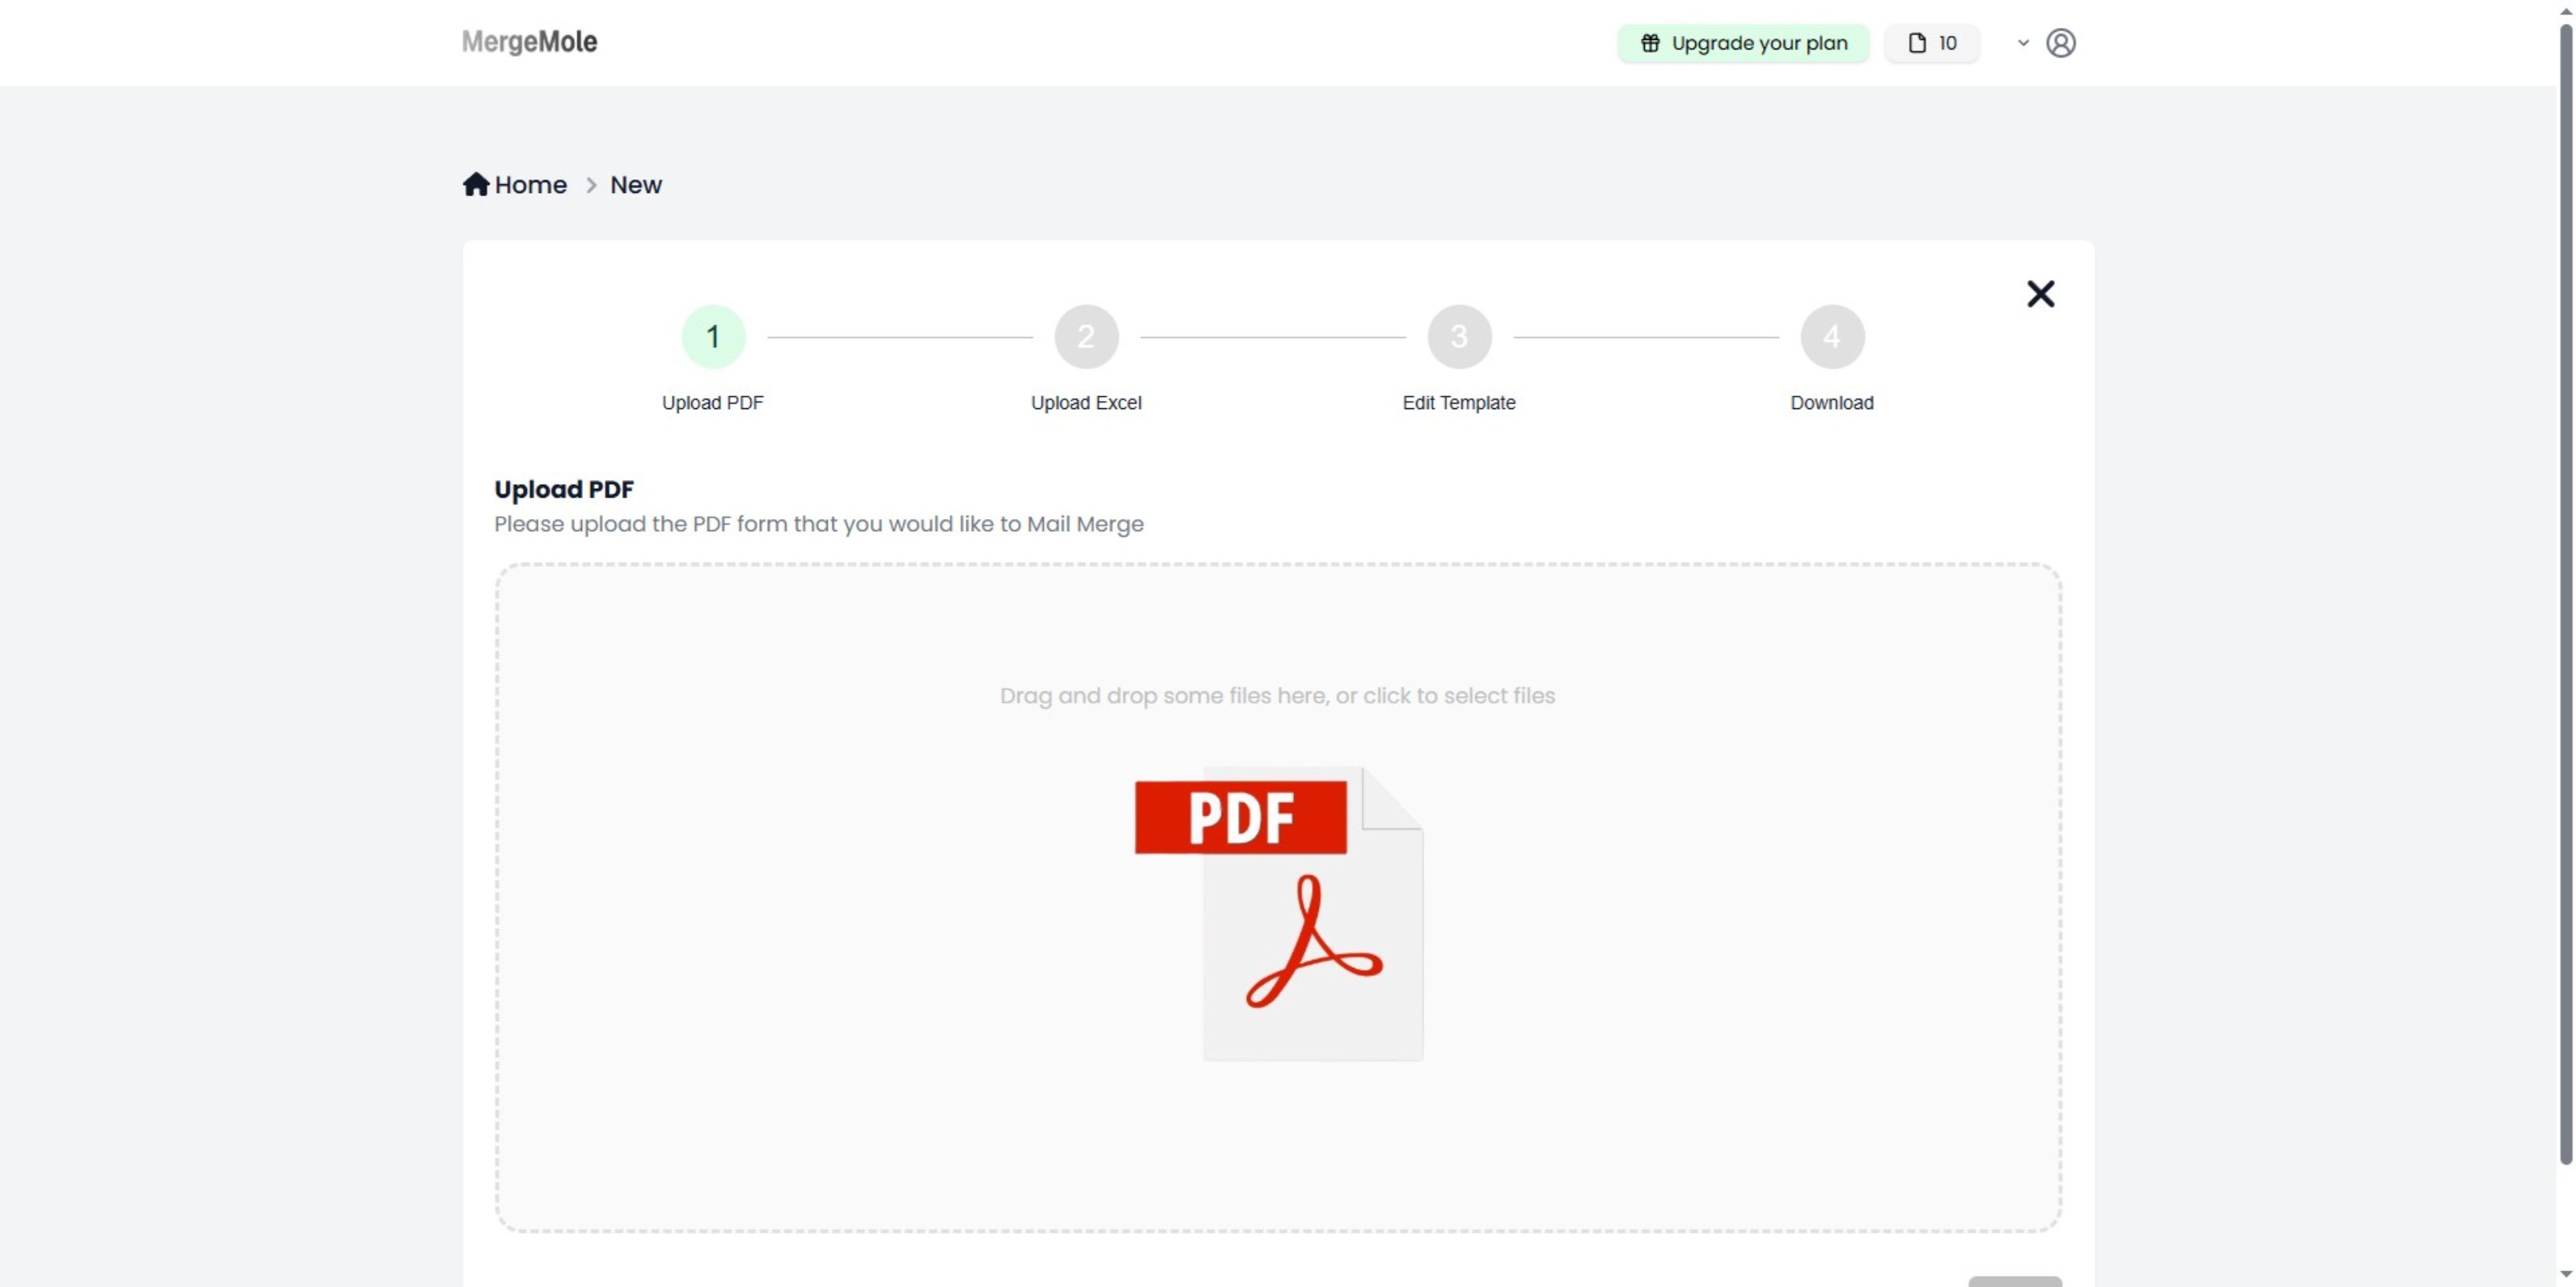 MergeMole
Upgrade your plan
10
Home > New
1
2
3
4
Upload PDF
Upload Excel
Edit Template
Download
Upload PDF
Please upload the PDF form that you would like to Mail Merge
Drag and drop some files here, or click to select files
PDF